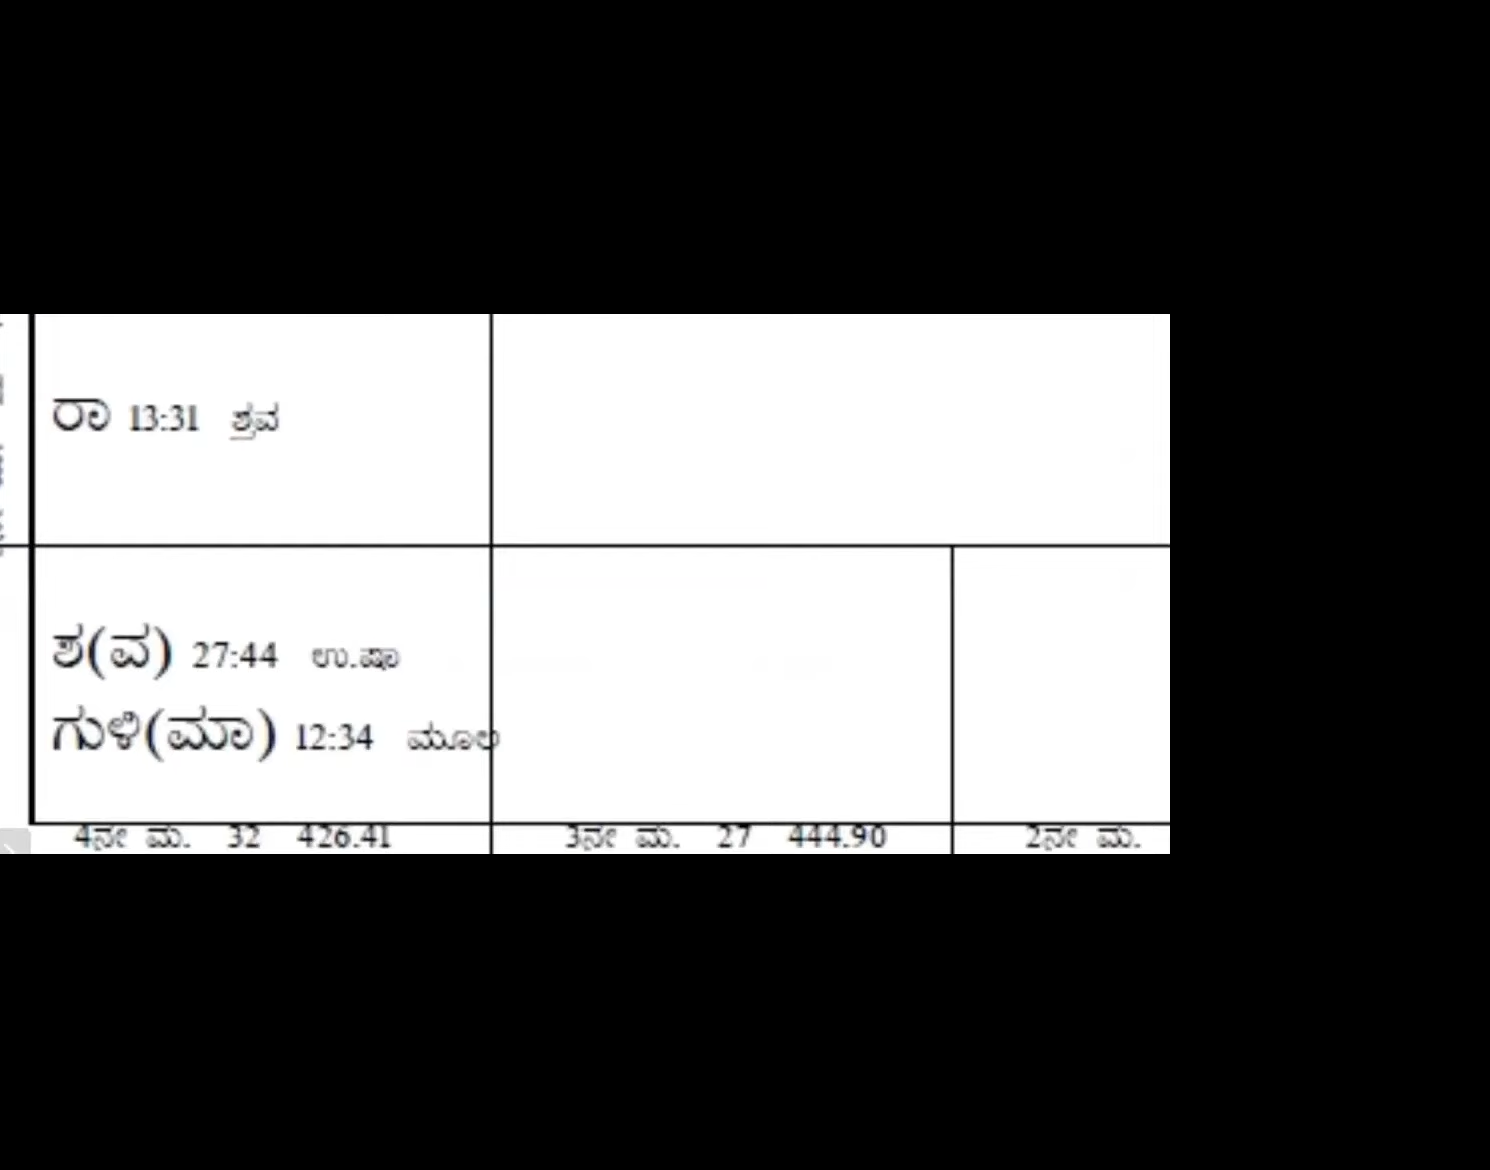 ರಾ 13:31 ಶ್ರವ
ಶ(ವ) 27:44 ಉ.ಷಾ
ಗುಳಿ(ಮಾ) 12:34 ಮೂಲ
4ನೇ ಮ. 32 426.41 3ನೇ ಮ. 27 444.90 2ನೇ ಮ.